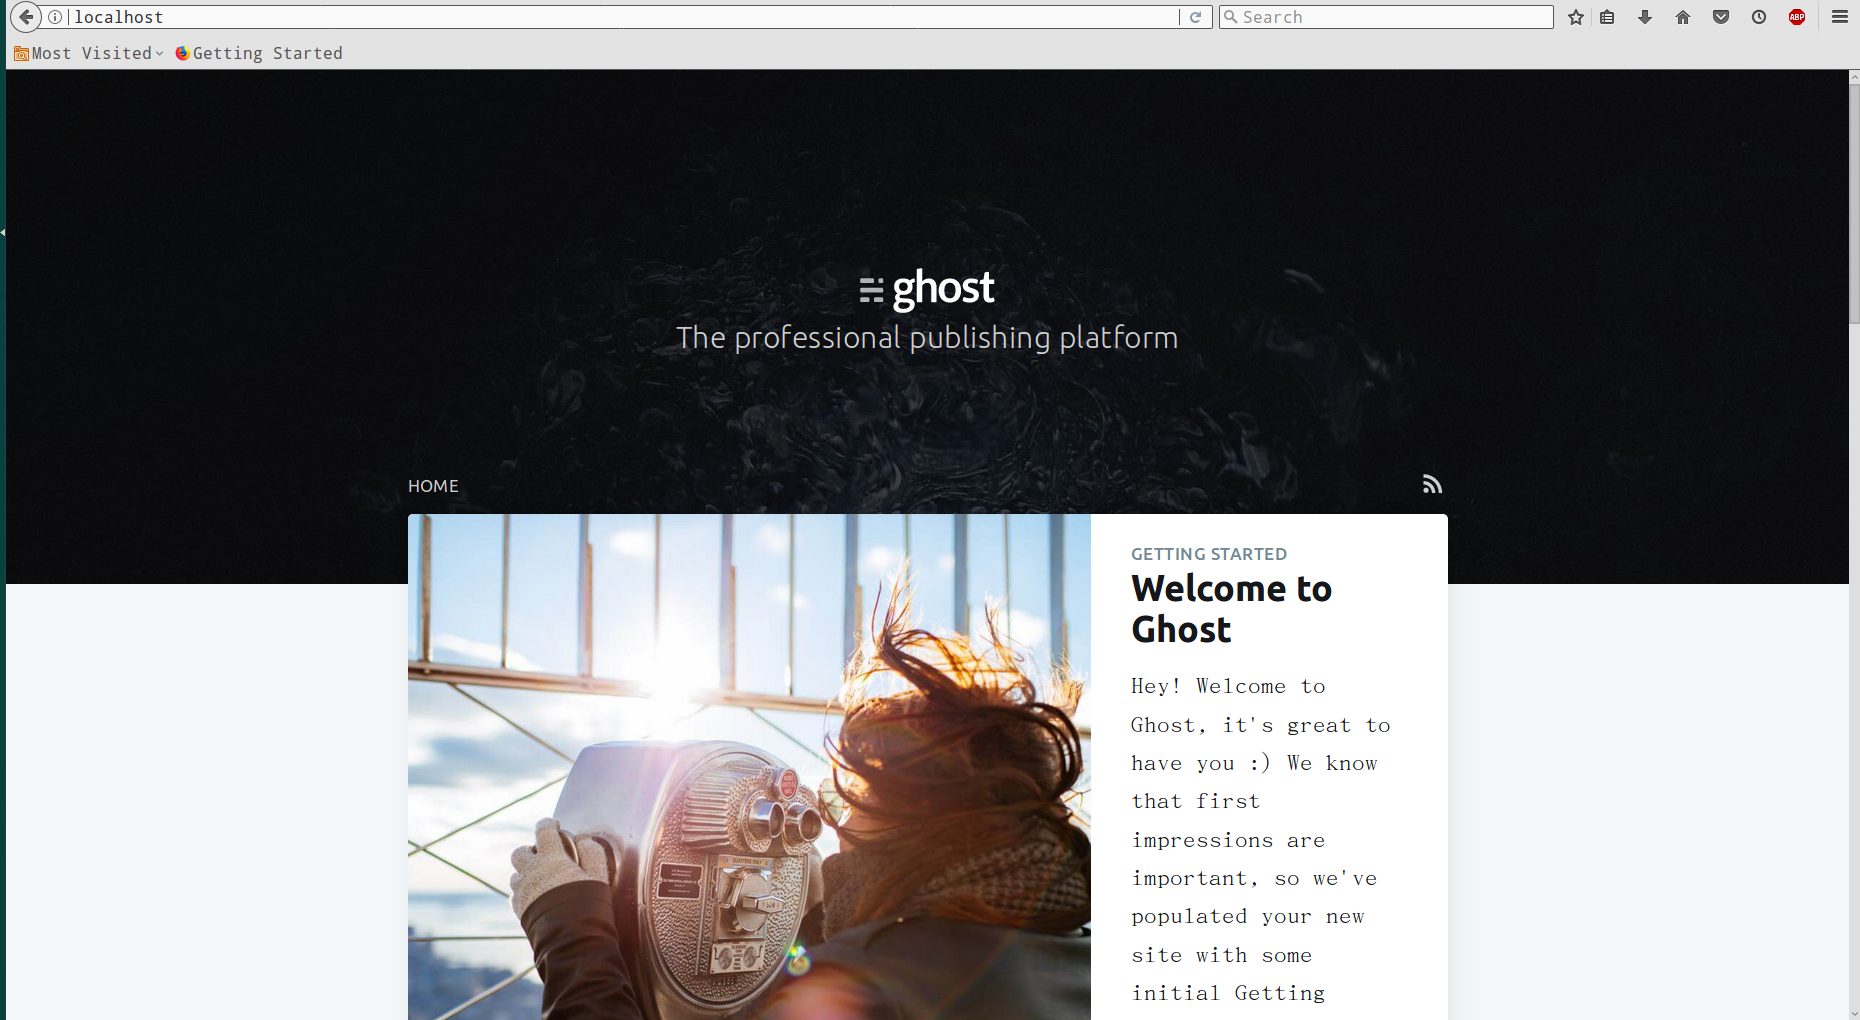 localhost
Search
ABP
Most Visited
Getting Started
ghost
The professional publishing platform
HOME
GETTING STARTED
Welcome to
Ghost
Hey! Welcome to
Ghost, it's great to
have you :) We know
that first
impressions are
important, so we've
populated your new
site with some
initial Getting
QUARTERS ONLY